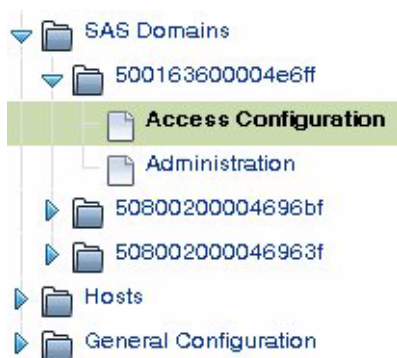 SAS Domains
500163600004e6ff
Access Configuration
Administration
50800200004696bf
508002000046963f
Hosts
General Configuration